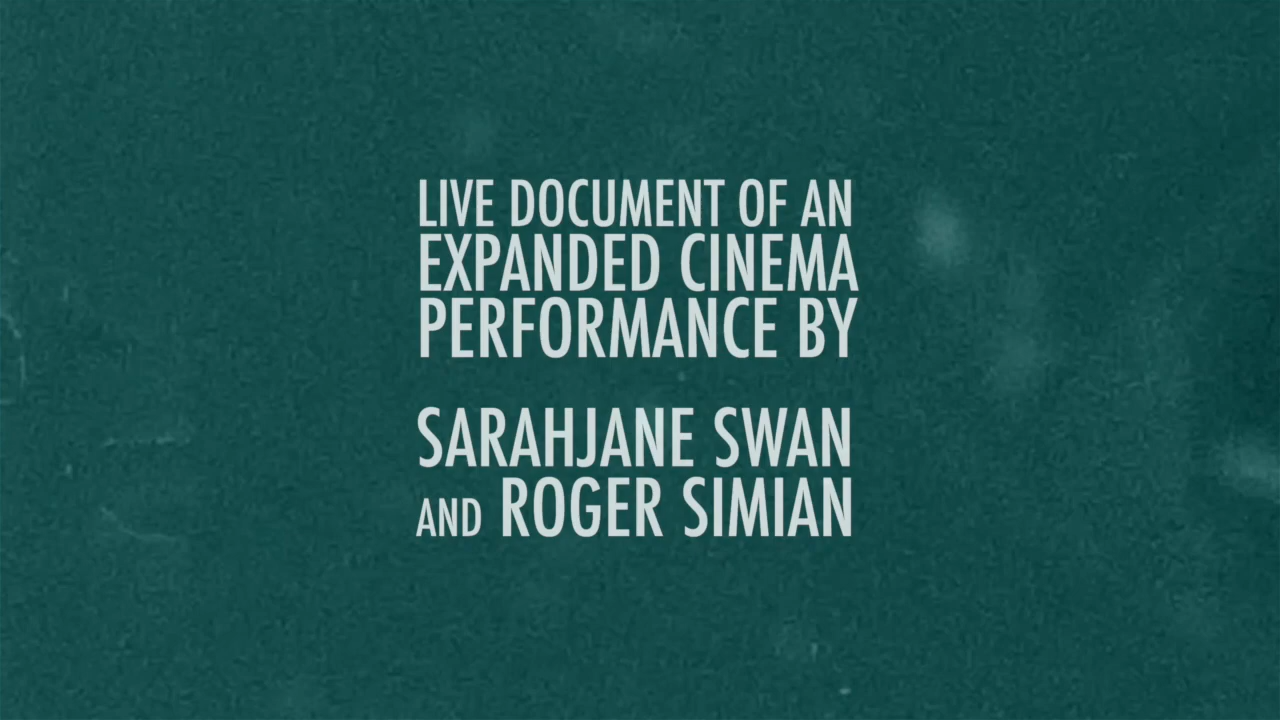 LIVE DOCUMENT OF AN
EXPANDED CINEMA
PERFORMANCE BY
SARAHJANE SWAN
AND ROGER SIMIAN